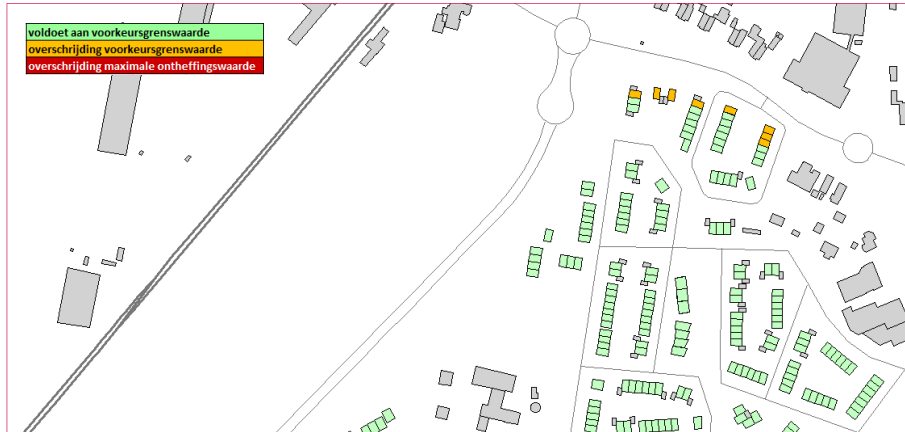 voldoet aan voorkeursgrenswaarde
overschrijding voorkeursgrenswaarde
overschrijding maximale ontheffingswaarde